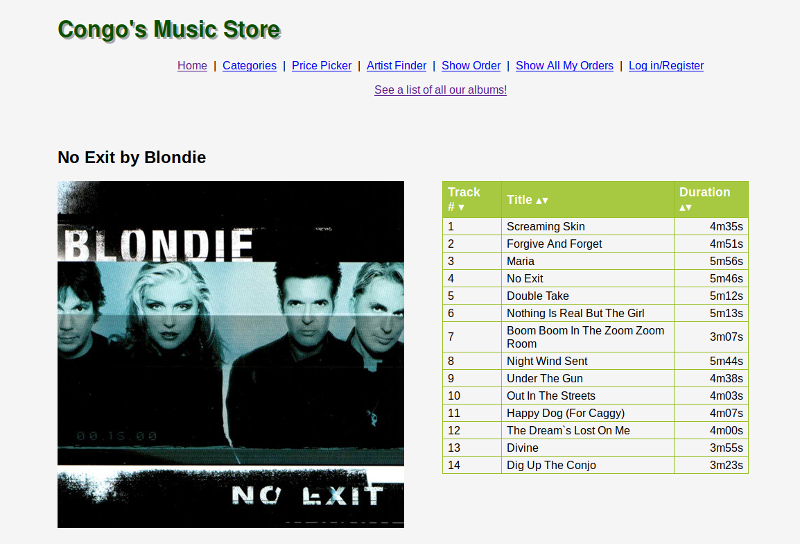 Congo's Music Store
Home | Categories | Price Picker | Artist Finder | Show Order | Show All My Orders | Log in/Register
See a list of all our albums!
No Exit by Blondie
BLONDIE
00.15.00
NO EXIT
Track # ▾ Title ▴▾ Duration ▴▾
1 Screaming Skin 4m35s
2 Forgive And Forget 4m51s
3 Maria 5m56s
4 No Exit 5m46s
5 Double Take 5m12s
6 Nothing Is Real But The Girl 5m13s
7 Boom Boom In The Zoom Zoom Room 3m07s
8 Night Wind Sent 5m44s
9 Under The Gun 4m38s
10 Out In The Streets 4m03s
11 Happy Dog (For Caggy) 4m07s
12 The Dream`s Lost On Me 4m00s
13 Divine 3m55s
14 Dig Up The Conjo 3m23s